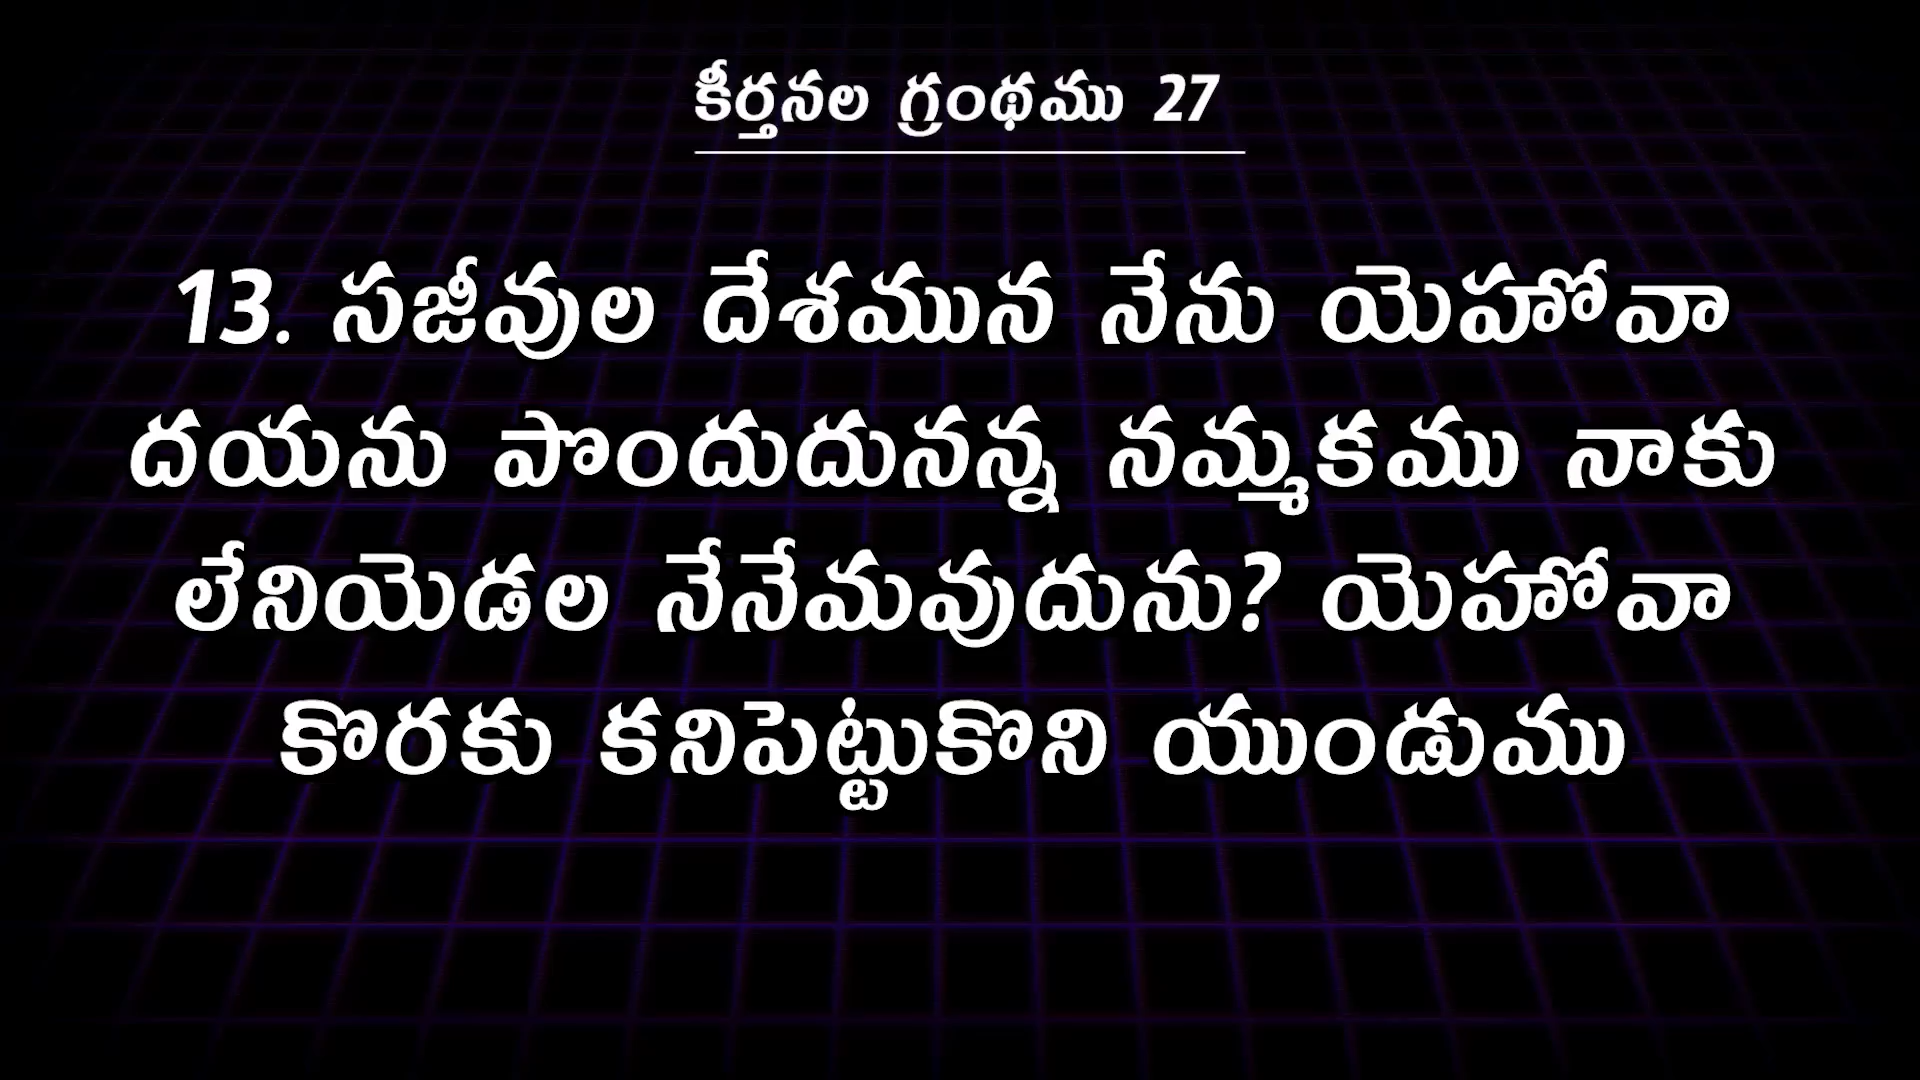 కీర్తనల గ్రంథము 27
13. సజీవుల దేశమున నేను యెహోవా
దయను పొందుదునన్న నమ్మకము నాకు
లేనియెడల నేనేమవుదును? యెహోవా
కొరకు కనిపెట్టుకొని యుండుము